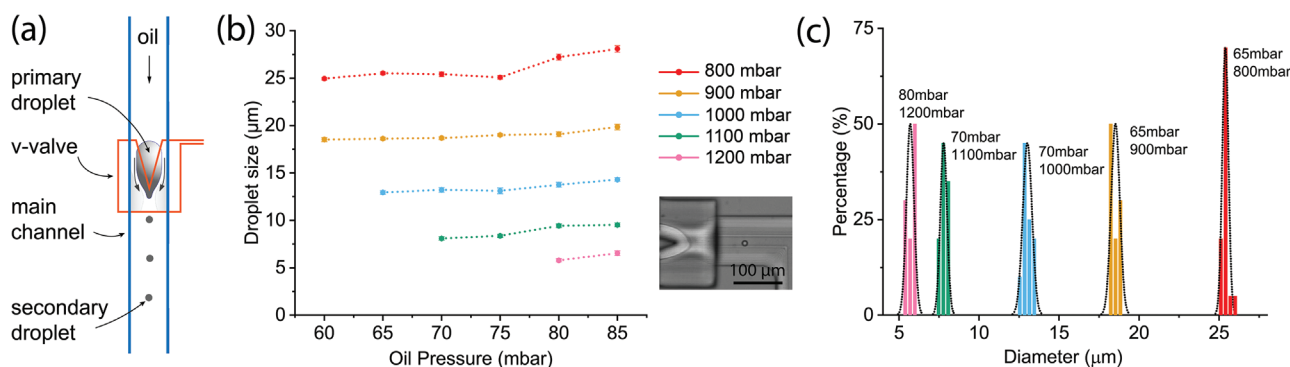 (a)
oil
primary
droplet
v-valve
main
channel
secondary
droplet
(b)
30
25
20
15
10
5
0
Droplet size (μm)
60
65
70
75
80
85
Oil Pressure (mbar)
800 mbar
900 mbar
1000 mbar
1100 mbar
1200 mbar
100 μm
(c)
75
50
25
0
Percentage (%)
80mbar
1200mbar
70mbar
1100mbar
70mbar
1000mbar
65mbar
900mbar
65mbar
800mbar
5
10
15
20
25
Diameter (μm)